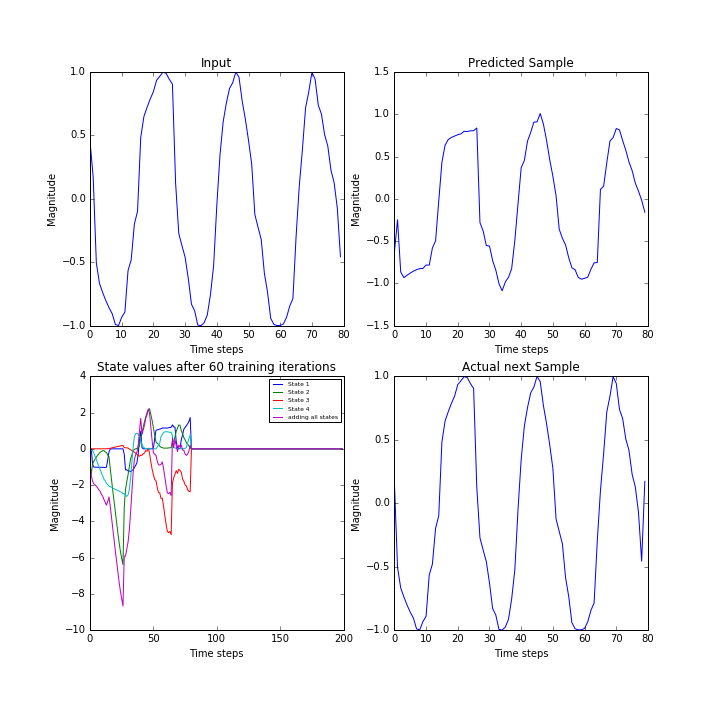 Input
1.0
0.5
0.0
−0.5
−1.0
Magnitude
0 10 20 30 40 50 60 70 80
Time steps
Predicted Sample
1.5
1.0
0.5
0.0
−0.5
−1.0
−1.5
Magnitude
0 10 20 30 40 50 60 70 80
Time steps
State values after 60 training iterations
4
2
0
−2
−4
−6
−8
−10
Magnitude
State 1
State 2
State 3
State 4
adding all states
0 50 100 150 200
Time steps
Actual next Sample
1.0
0.5
0.0
−0.5
−1.0
Magnitude
0 10 20 30 40 50 60 70 80
Time steps